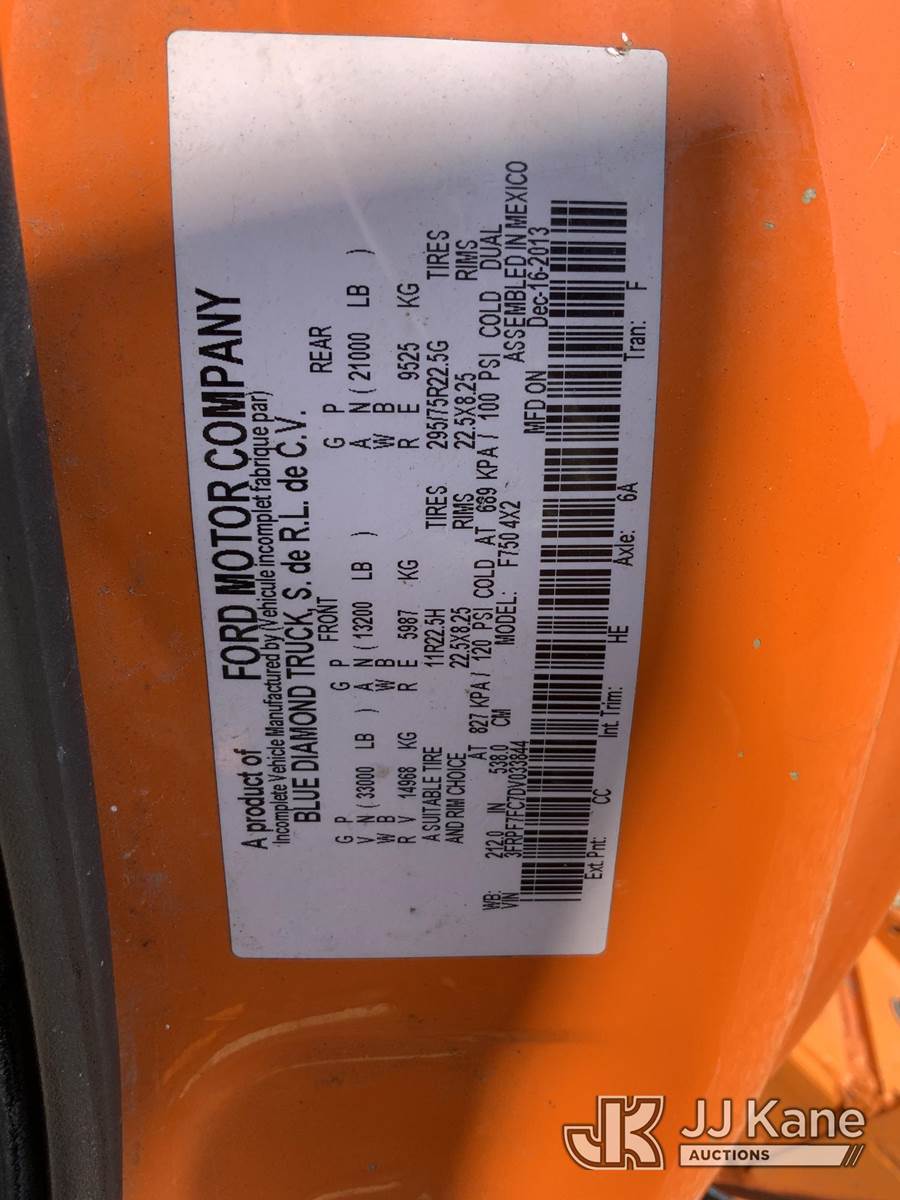 A product of FORD MOTOR COMPANY
Incomplete Vehicle Manufactured by (Vehicule incomplet fabrique par)
BLUE DIAMOND TRUCK, S. de R.L. de C.V.
FRONT REAR
G P G P G P
V N ( 33000 LB ) A N ( 13200 LB ) A N ( 21000 LB )
W B W B W B
R V 14968 KG R E 5987 KG R E 9525 KG
A SUITABLE TIRE 11R22.5H TIRES 295/75R22.5G TIRES
AND RIM CHOICE 22.5X8.25 RIMS 22.5X8.25 RIMS
AT 827 KPA / 120 PSI COLD AT 689 KPA / 100 PSI COLD DUAL
WB: 212.0 IN 538.0 CM MODEL: F750 4X2 ASSEMBLED IN MEXICO
VIN 3FRPF7FC7DV033844 MFD ON Dec-16-2013
Ext. Pnt: CC Int. Trim: HE Axle: 6A Tran: F
JK JJ Kane
AUCTIONS